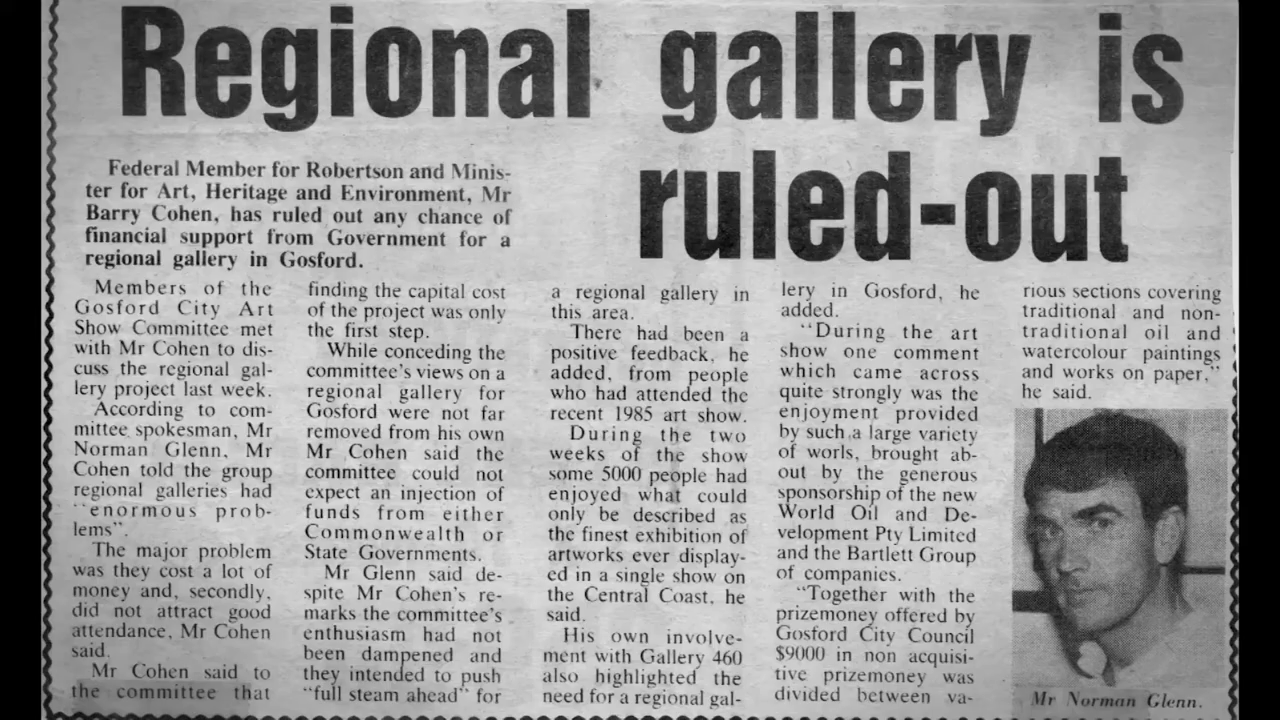 Regional gallery is
ruled-out
Federal Member for Robertson and Minis-
ter for Art, Heritage and Environment, Mr
Barry Cohen, has ruled out any chance of
financial support from Government for a
regional gallery in Gosford.
Members of the
Gosford City Art
Show Committee met
with Mr Cohen to dis-
cuss the regional gal-
lery project last week.
According to com-
mittee spokesman, Mr
Norman Glenn, Mr
Cohen told the group
regional galleries had
"enormous prob-
lems".
The major problem
was they cost a lot of
money and, secondly,
did not attract good
attendance, Mr Cohen
said.
Mr Cohen said to
the committee that
finding the capital cost
of the project was only
the first step.
While conceding the
committee's views on a
regional gallery for
Gosford were not far
removed from his own
Mr Cohen said the
committee could not
expect an injection of
funds from either
Commonwealth or
State Governments.
Mr Glenn said de-
spite Mr Cohen's re-
marks the committee's
enthusiasm had not
been dampened and
they intended to push
"full steam ahead" for
a regional gallery in
this area.
There had been a
positive feedback, he
added, from people
who had attended the
recent 1985 art show.
During the two
weeks of the show
some 5000 people had
enjoyed what could
only be described as
the finest exhibition of
artworks ever display-
ed in a single show on
the Central Coast, he
said.
His own involve-
ment with Gallery 460
also highlighted the
need for a regional gal-
lery in Gosford, he
added.
"During the art
show one comment
which came across
quite strongly was the
enjoyment provided
by such a large variety
of worls, brought ab-
out by the generous
sponsorship of the new
World Oil and De-
velopment Pty Limited
and the Bartlett Group
of companies.
"Together with the
prizemoney offered by
Gosford City Council
$9000 in non acquisi-
tive prizemoney was
divided between va-
rious sections covering
traditional and non-
traditional oil and
watercolour paintings
and works on paper,"
he said.
Mr Norman Glenn.